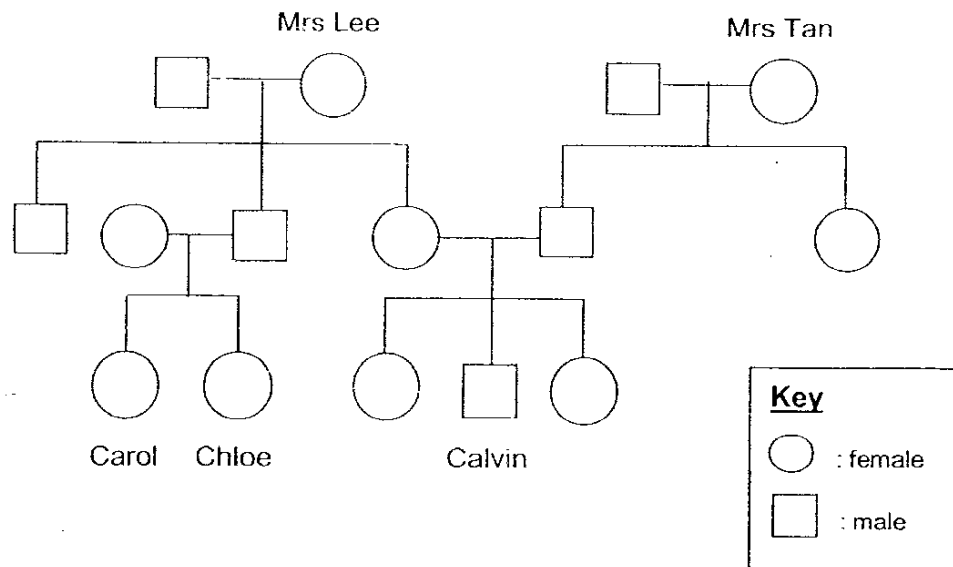 Mrs Lee
Mrs Tan
Carol
Chloe
Calvin
Key
: female
: male